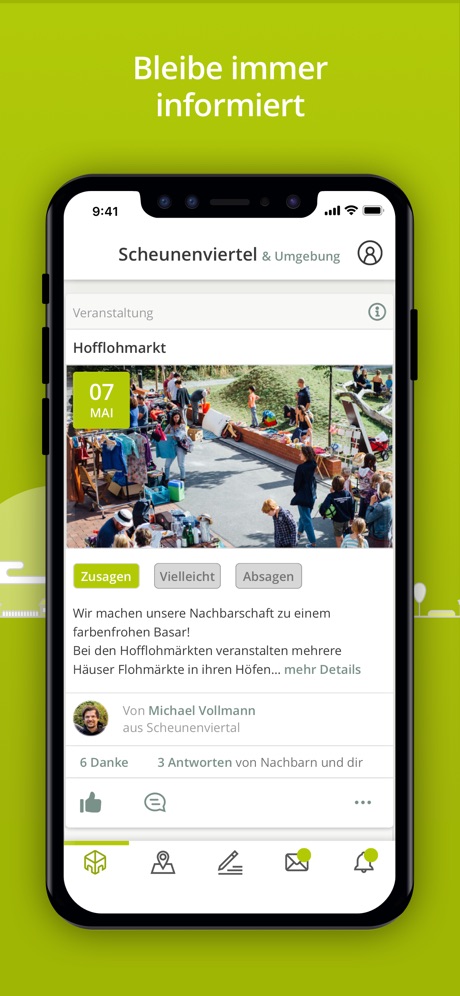 Bleibe immer
informiert
9:41
Scheunenviertel & Umgebung
Veranstaltung
Hofflohmarkt
07
MAI
Zusagen Vielleicht Absagen
Wir machen unsere Nachbarschaft zu einem
farbenfrohen Basar!
Bei den Hofflohmärkten veranstalten mehrere
Häuser Flohmärkte in ihren Höfen... mehr Details
Von Michael Vollmann
aus Scheunenviertal
6 Danke 3 Antworten von Nachbarn und dir